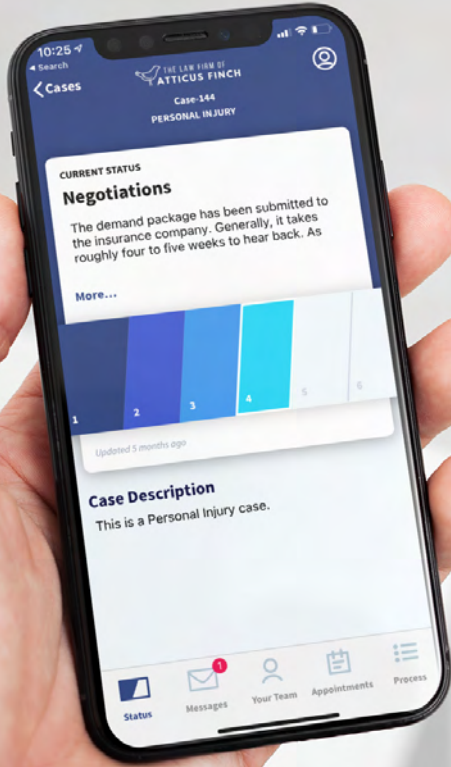 10:25
Search
Cases
THE LAW FIRM OF
ATTICUS FINCH
Case-144
PERSONAL INJURY
CURRENT STATUS
Negotiations
The demand package has been submitted to
the insurance company. Generally, it takes
roughly four to five weeks to hear back. As
More...
1 2 3 4 5 6
Updated 5 months ago
Case Description
This is a Personal Injury case.
1
Status Messages Your Team Appointments Process